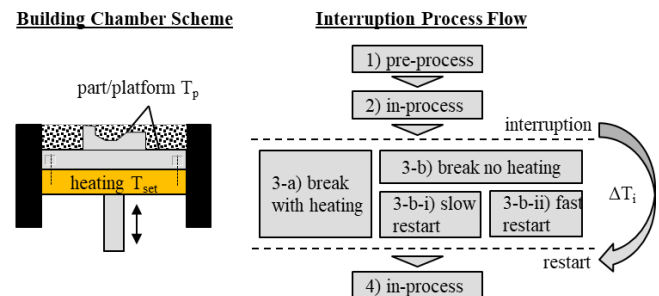 Building Chamber Scheme
part/platform Tp
heating Tset
Interruption Process Flow
1) pre-process
2) in-process
interruption
3-a) break
with heating
3-b) break no heating
3-b-i) slow
restart
3-b-ii) fast
restart
ΔTi
restart
4) in-process